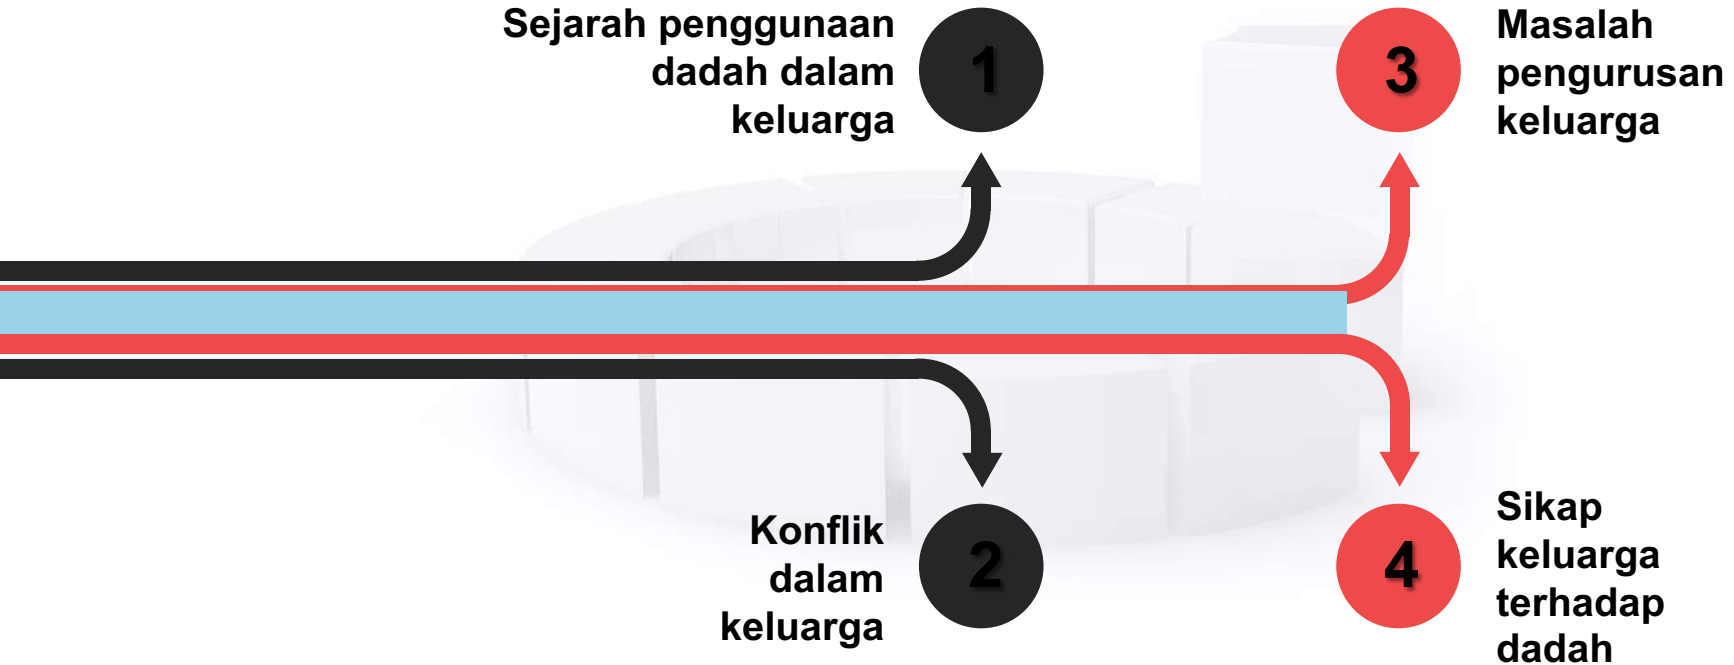 Sejarah penggunaan
dadah dalam
keluarga
1
Konflik
dalam
keluarga
2
3
Masalah
pengurusan
keluarga
4
Sikap
keluarga
terhadap
dadah